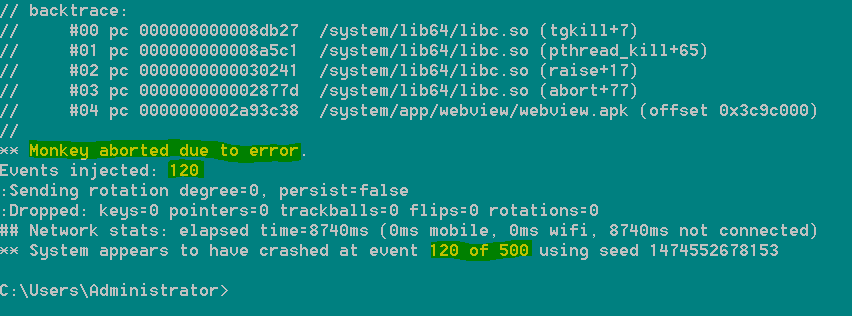 // backtrace:
//     #00 pc 000000000008db27  /system/lib64/libc.so (tgkill+7)
//     #01 pc 000000000008a5c1  /system/lib64/libc.so (pthread_kill+65)
//     #02 pc 0000000000030241  /system/lib64/libc.so (raise+17)
//     #03 pc 000000000002877d  /system/lib64/libc.so (abort+77)
//     #04 pc 0000000002a93c38  /system/app/webview/webview.apk (offset 0x3c9c000)
//
** Monkey aborted due to error.
Events injected: 120
:Sending rotation degree=0, persist=false
:Dropped: keys=0 pointers=0 trackballs=0 flips=0 rotations=0
## Network stats: elapsed time=8740ms (0ms mobile, 0ms wifi, 8740ms not connected)
** System appears to have crashed at event 120 of 500 using seed 1474552678153
C:\Users\Administrator>